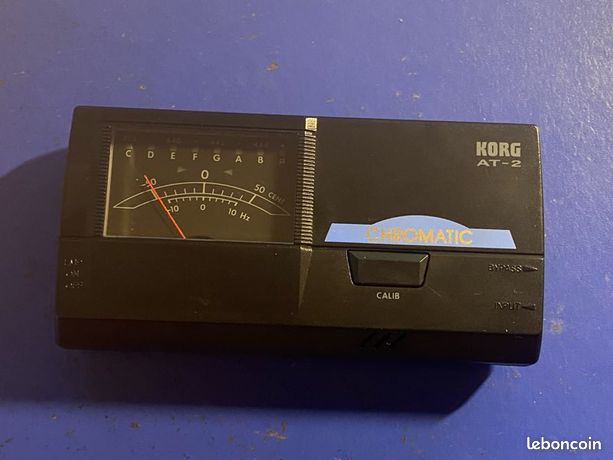 KORG
AT-2
C D E F G A B #
50 0 50 CENT
-10 0 10 Hz
CHROMATIC
CALIB
BYPASS
INPUT
leboncoin